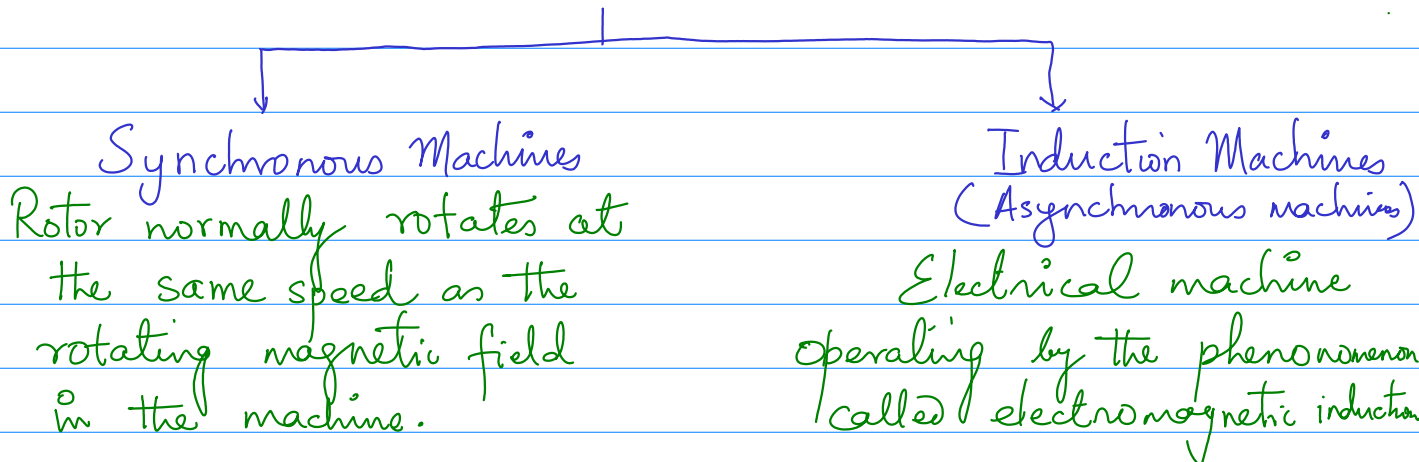 Synchronous Machines
Rotor normally rotates at
the same speed as the
rotating magnetic field
in the machine.
Induction Machines
(Asynchronous machines)
Electrical machine
operating by the phenonomenon
called electromagnetic induction